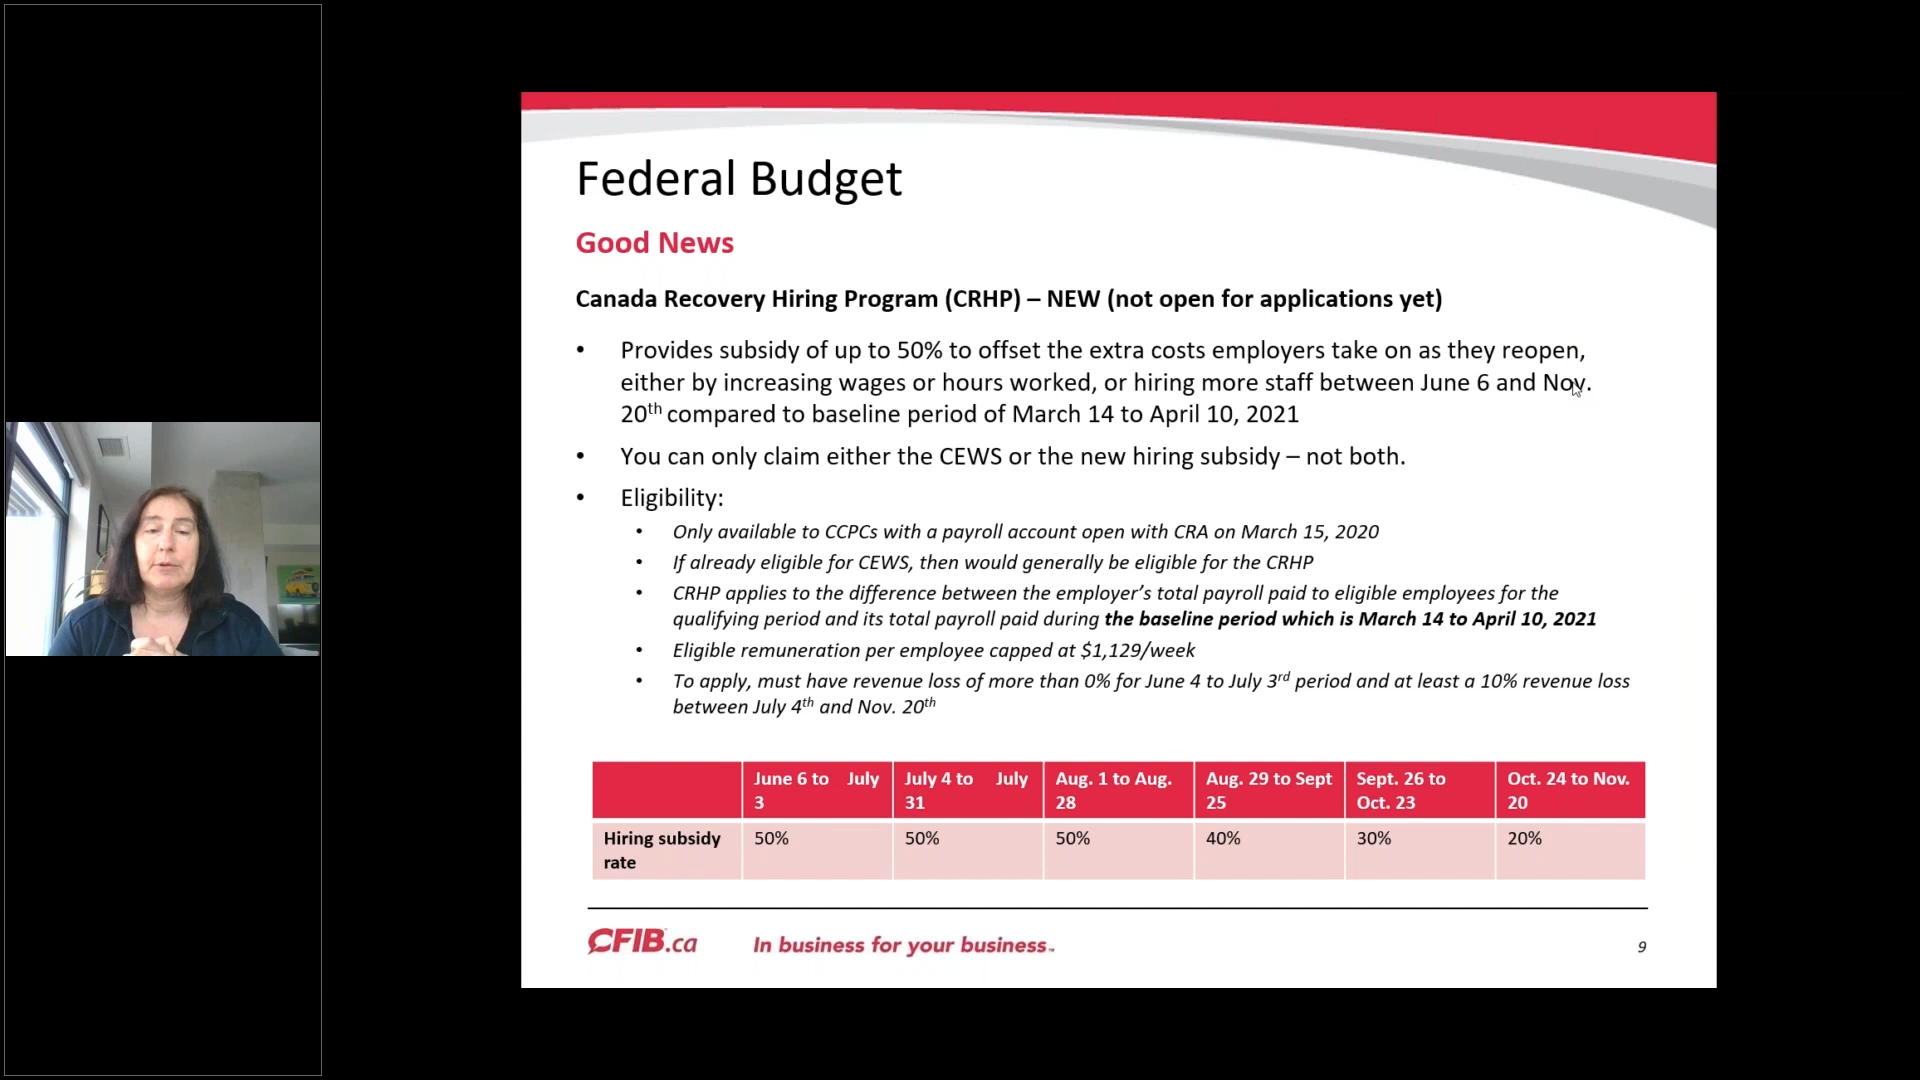 Federal Budget
Good News
Canada Recovery Hiring Program (CRHP) – NEW (not open for applications yet)
• Provides subsidy of up to 50% to offset the extra costs employers take on as they reopen,
either by increasing wages or hours worked, or hiring more staff between June 6 and Nov.
20th compared to baseline period of March 14 to April 10, 2021
• You can only claim either the CEWS or the new hiring subsidy – not both.
• Eligibility:
• Only available to CCPCs with a payroll account open with CRA on March 15, 2020
• If already eligible for CEWS, then would generally be eligible for the CRHP
• CRHP applies to the difference between the employer’s total payroll paid to eligible employees for the
qualifying period and its total payroll paid during the baseline period which is March 14 to April 10, 2021
• Eligible remuneration per employee capped at $1,129/week
• To apply, must have revenue loss of more than 0% for June 4 to July 3rd period and at least a 10% revenue loss
between July 4th and Nov. 20th
June 6 to July
3
July 4 to July
31
Aug. 1 to Aug.
28
Aug. 29 to Sept
25
Sept. 26 to
Oct. 23
Oct. 24 to Nov.
20
Hiring subsidy
rate
50%
50%
50%
40%
30%
20%
CFIB.ca
In business for your business™
9